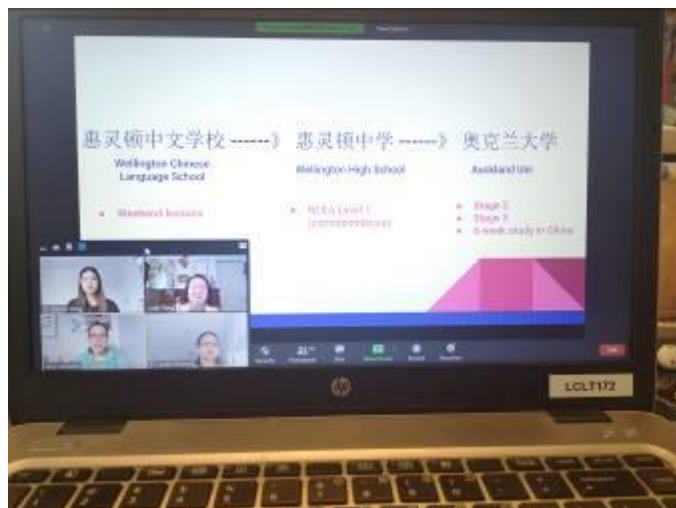 惠灵顿中文学校 ------》 惠灵顿中学 ------》 奥克兰大学
Wellington Chinese
Language School
Wellington High School
Auckland Uni
Weekend lessons
NCEA Level 1
(correspondence)
Stage 2
Stage 3
6-week study in China
hp
LCLT172